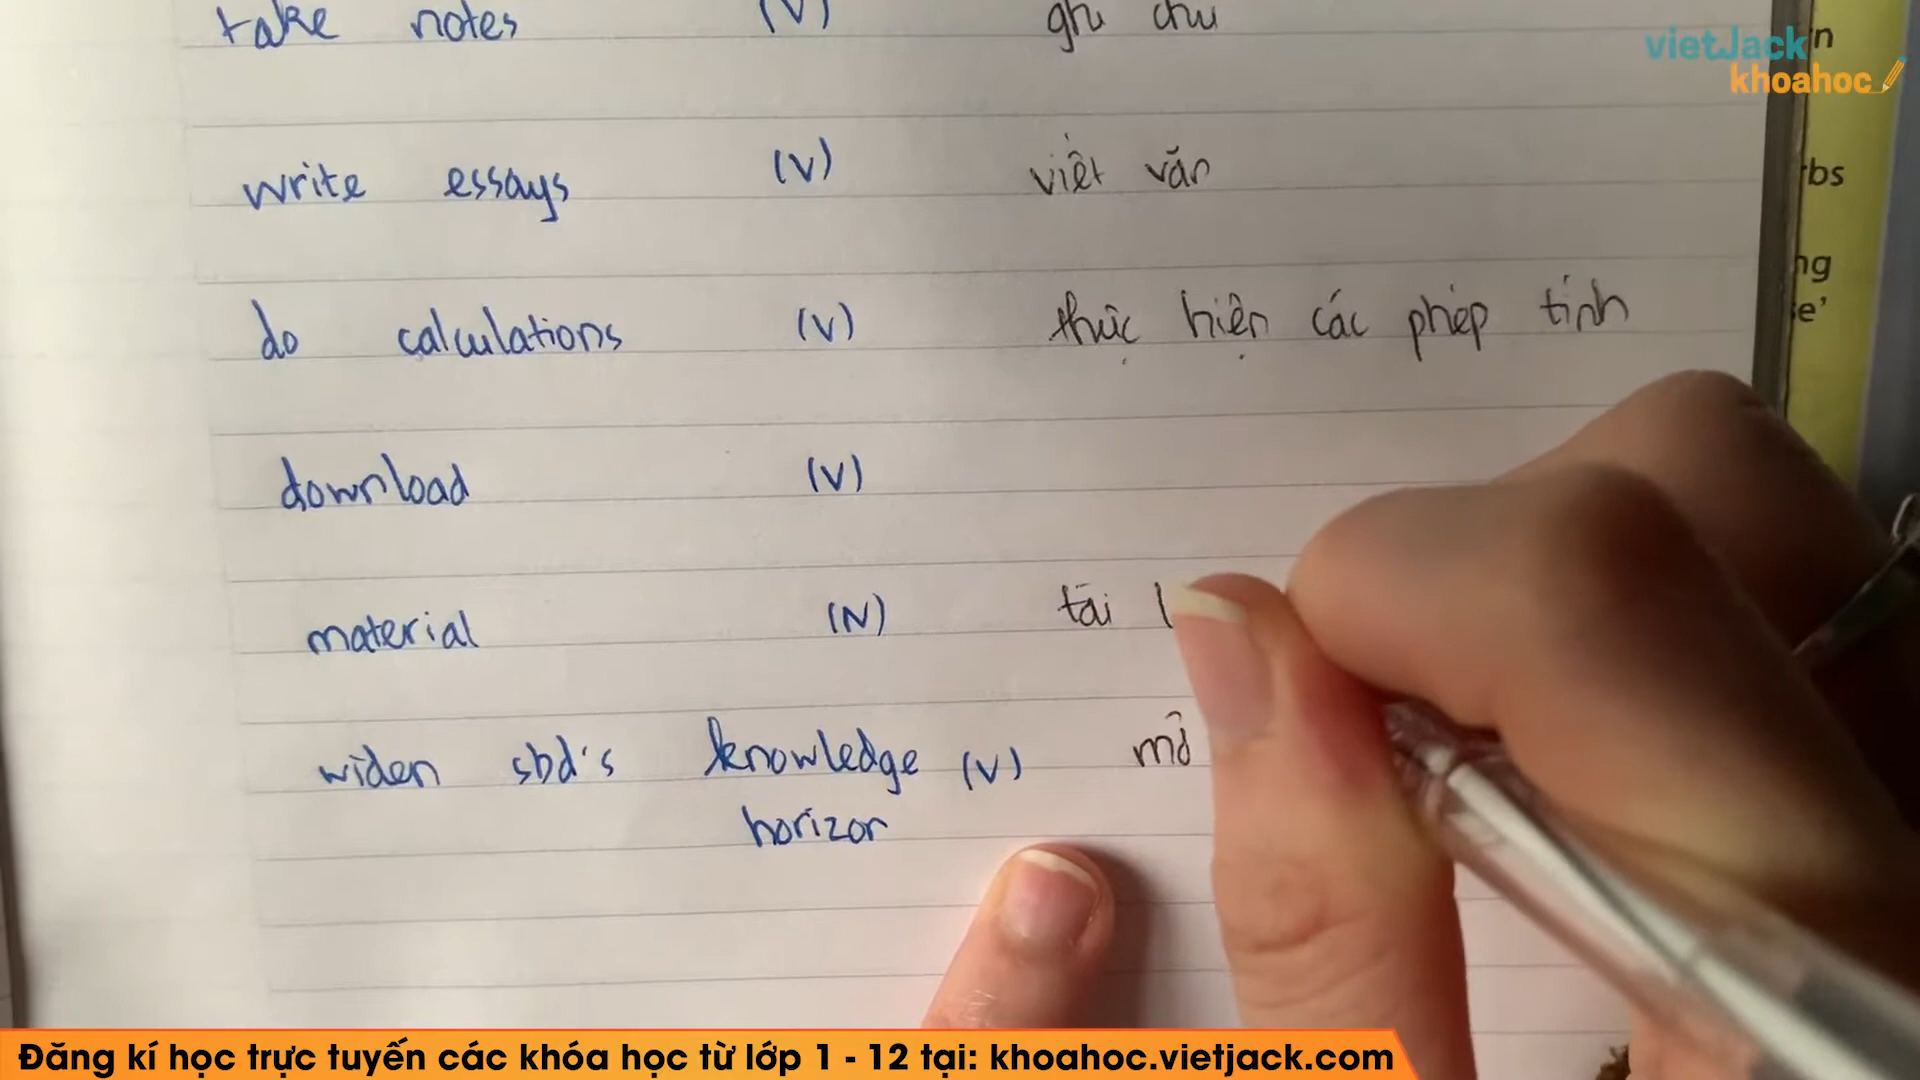 take notes (V) ghi chú
vietJack
khoahoc
n
write essays (V) viết văn
bs
ng
e'
do calculations (V) thực hiện các phép tính
download (V)
material (N) tài l
widen sbd's knowledge (V) mở
horizon
Đăng kí học trực tuyến các khóa học từ lớp 1 - 12 tại: khoahoc.vietjack.com